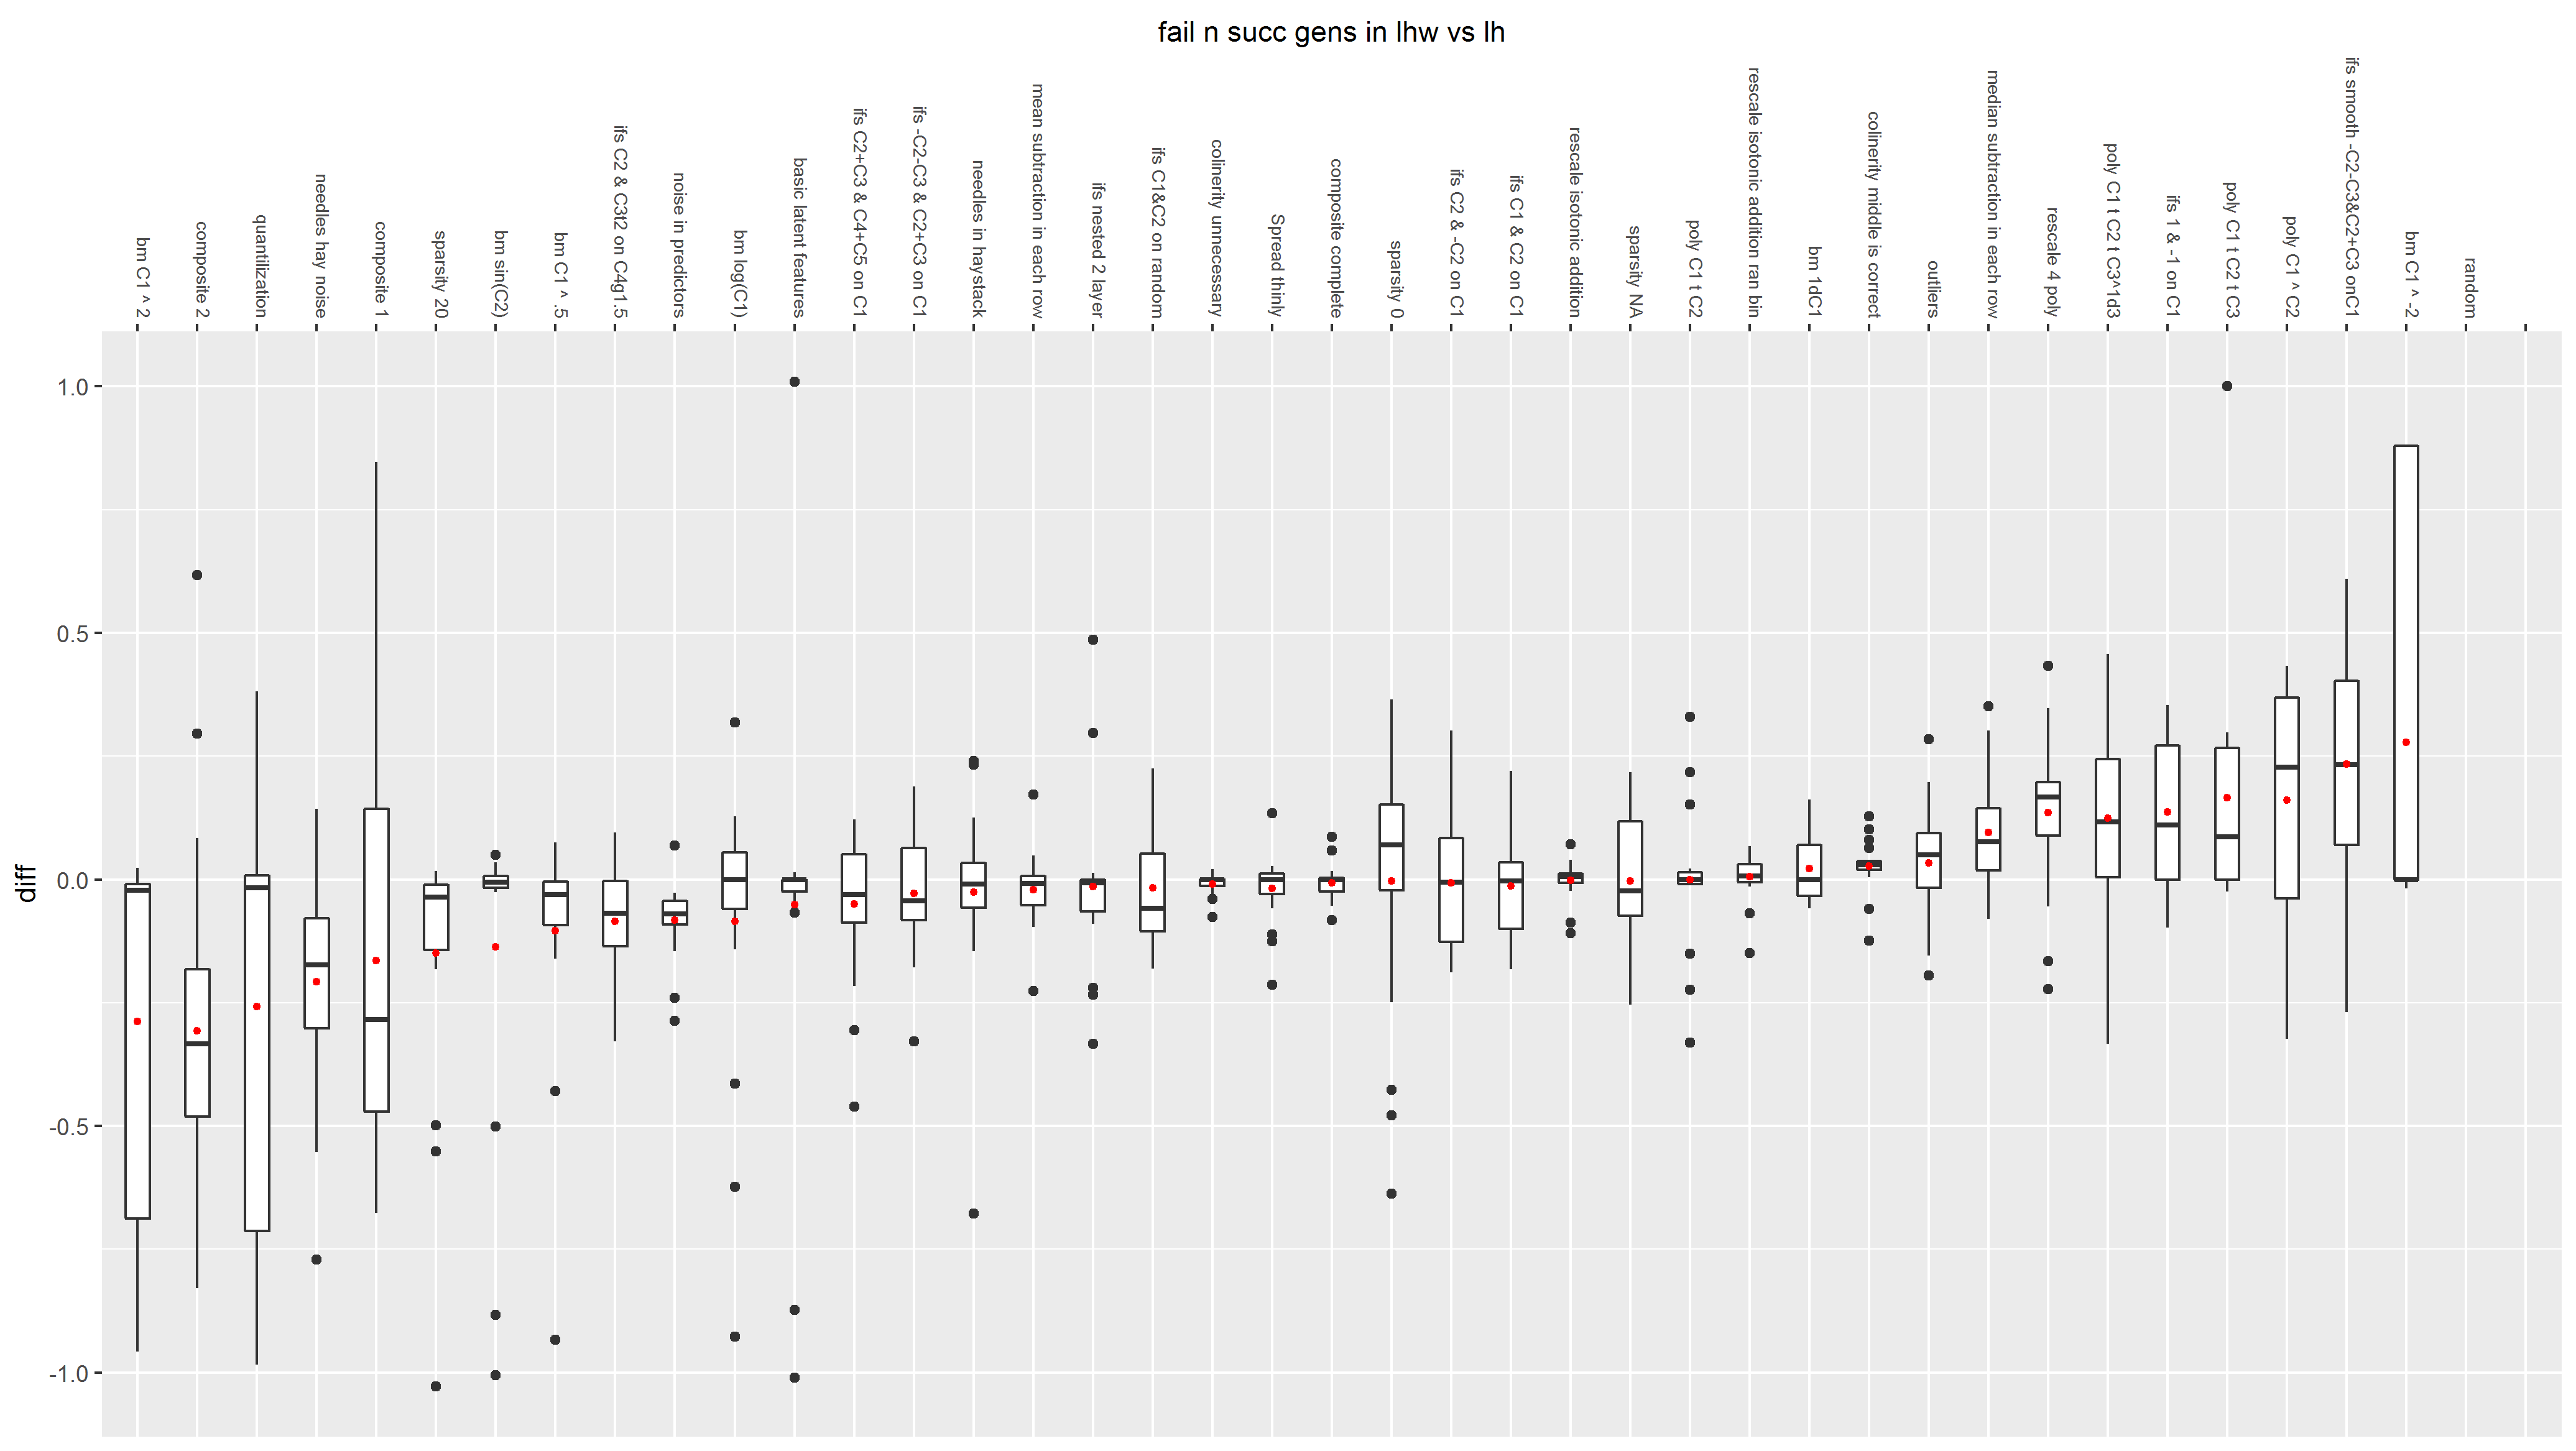 fail n succ gens in lhw vs lh
bm C1 ^ 2
composite 2
quantilization
needles hay noise
composite 1
sparsity 20
bm sin(C2)
bm C1 ^ .5
ifs C2 & C3t2 on C4g1.5
noise in predictors
bm log(C1)
basic latent features
ifs C2+C3 & C4+C5 on C1
ifs -C2-C3 & C2+C3 on C1
needles in haystack
mean subtraction in each row
ifs nested 2 layer
ifs C1&C2 on random
colinerity unnecessary
Spread thinly
composite complete
sparsity 0
ifs C2 & -C2 on C1
ifs C1 & C2 on C1
rescale isotonic addition
sparsity NA
poly C1 t C2
rescale isotonic addition ran bin
bm 1dC1
colinerity middle is correct
outliers
median subtraction in each row
rescale 4 poly
poly C1 t C2 t C3^1d3
ifs 1 & -1 on C1
poly C1 t C2 t C3
poly C1 ^ C2
ifs smooth -C2-C3&C2+C3 onC1
bm C1 ^ -2
random
1.0
0.5
0.0
-0.5
-1.0
diff